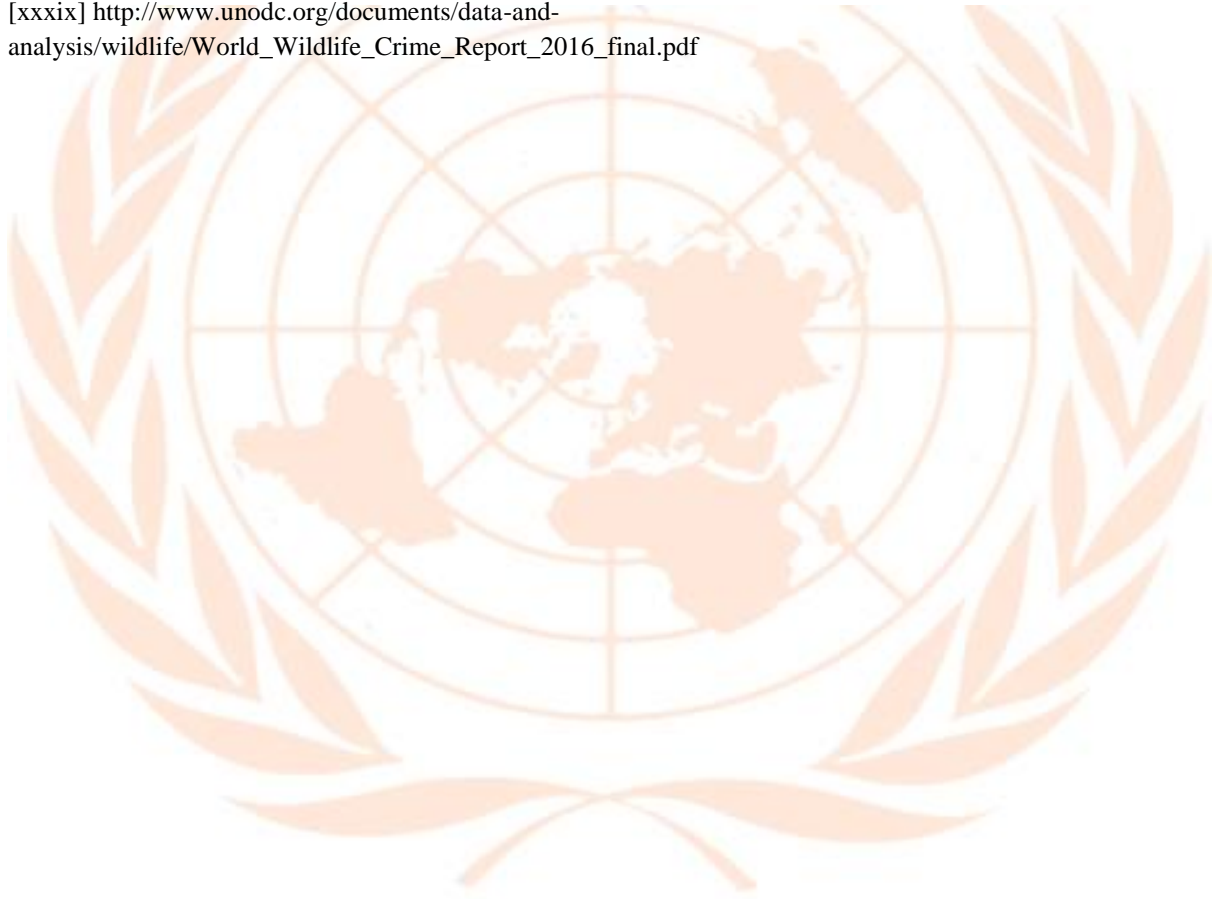 [xxxix] http://www.unodc.org/documents/data-and-
analysis/wildlife/World_Wildlife_Crime_Report_2016_final.pdf